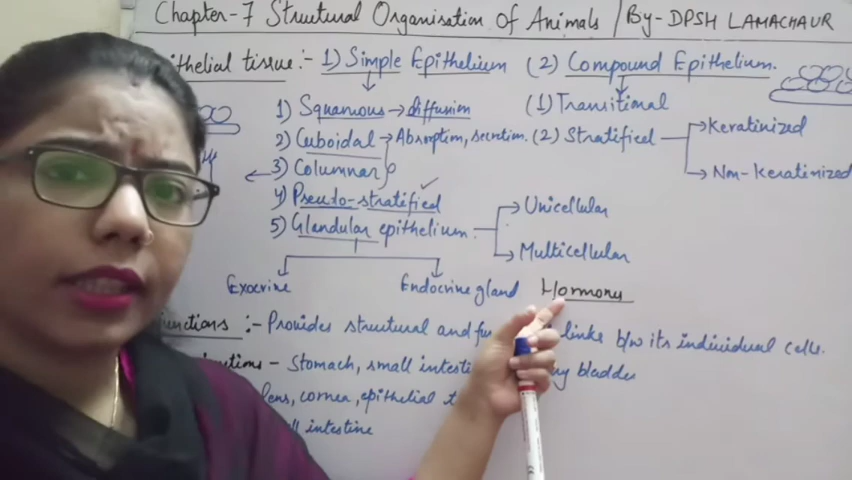 Chapter-7 Structural Organisation of Animals / By- DPSH LAMACHAUR
ithelial tissue:- 1) Simple Epithelium (2) Compound Epithelium.
1) Squamous → diffusion (1) Transitional
2) Cuboidal → Absorption, secretion. (2) Stratified → Keratinized
3) Columnar → Non-Keratinized
4) Pseudo-stratified ✓
→ Unicellular
5) Glandular epithelium.
→ Multicellular
Exocrine Endocrine gland Hormony
unctions :- Provides structural and fu links b/w its individual cells.
- Stomach, small intesti bladder
lens, cornea, epithelial t
ll intestine